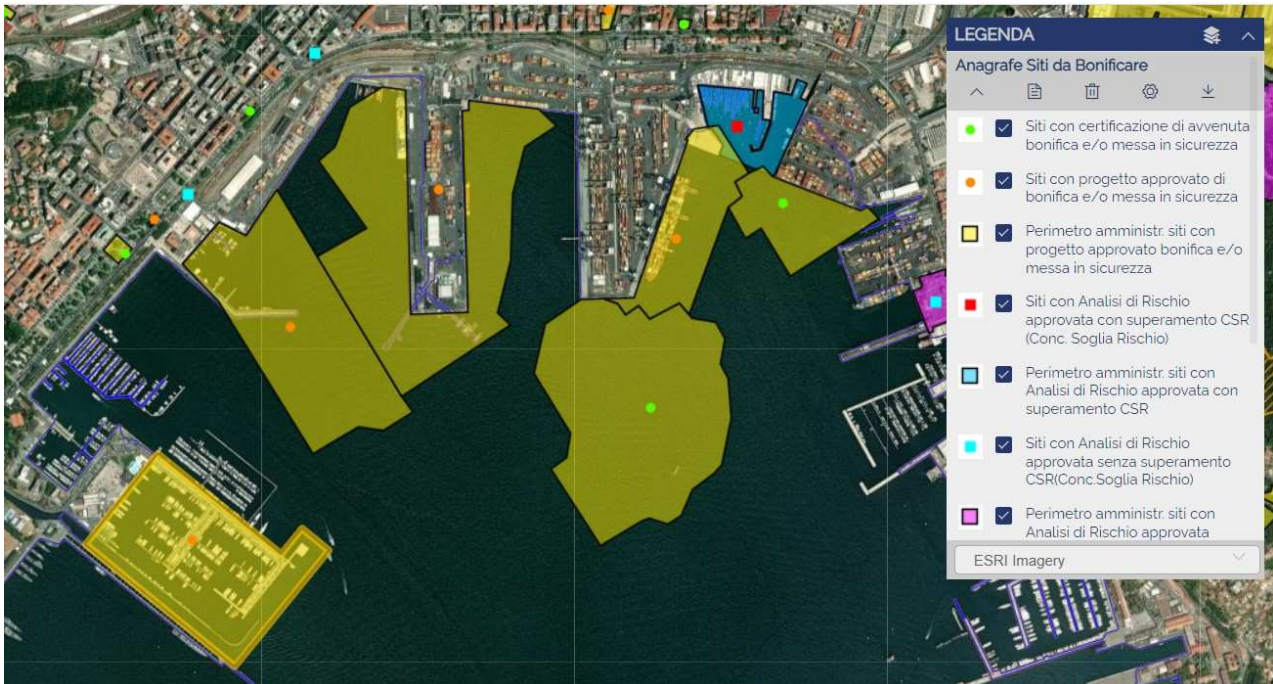 LEGENDA
Anagrafe Siti da Bonificare
Siti con certificazione di avvenuta
bonifica e/o messa in sicurezza
Siti con progetto approvato di
bonifica e/o messa in sicurezza
Perimetro amministr. siti con
progetto approvato bonifica e/o
messa in sicurezza
Siti con Analisi di Rischio
approvata con superamento CSR
(Conc. Soglia Rischio)
Perimetro amministr. siti con
Analisi di Rischio approvata con
superamento CSR
Siti con Analisi di Rischio
approvata senza superamento
CSR(Conc.Soglia Rischio)
Perimetro amministr. siti con
Analisi di Rischio approvata
ESRI Imagery